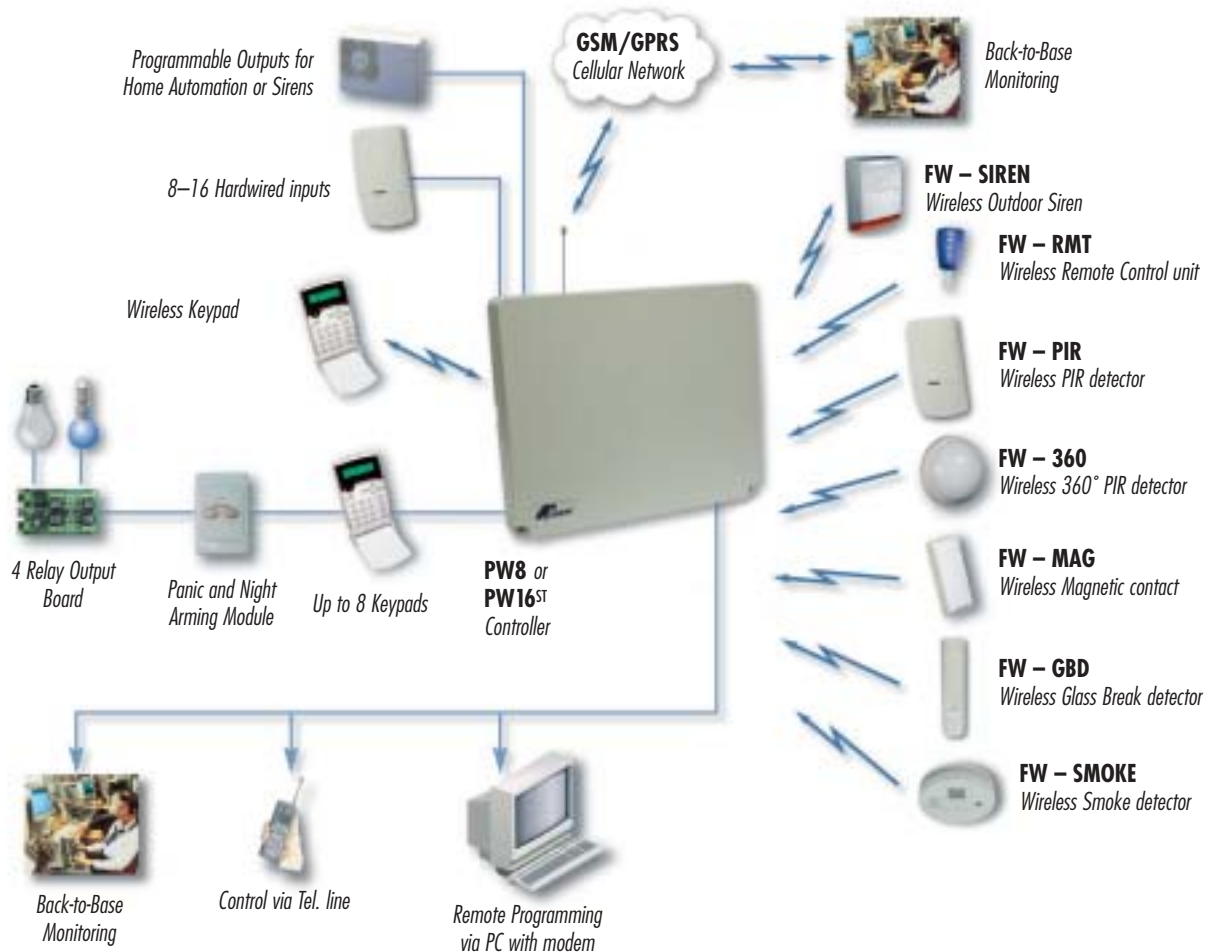 Programmable Outputs for
Home Automation or Sirens
GSM/GPRS
Cellular Network
Back-to-Base
Monitoring
8–16 Hardwired inputs
FW – SIREN
Wireless Outdoor Siren
FW – RMT
Wireless Remote Control unit
Wireless Keypad
FW – PIR
Wireless PIR detector
FW – 360
Wireless 360° PIR detector
4 Relay Output
Board
Panic and Night
Arming Module
Up to 8 Keypads
PW8 or
PW16ST
Controller
FW – MAG
Wireless Magnetic contact
FW – GBD
Wireless Glass Break detector
FW – SMOKE
Wireless Smoke detector
Back-to-Base
Monitoring
Control via Tel. line
Remote Programming
via PC with modem